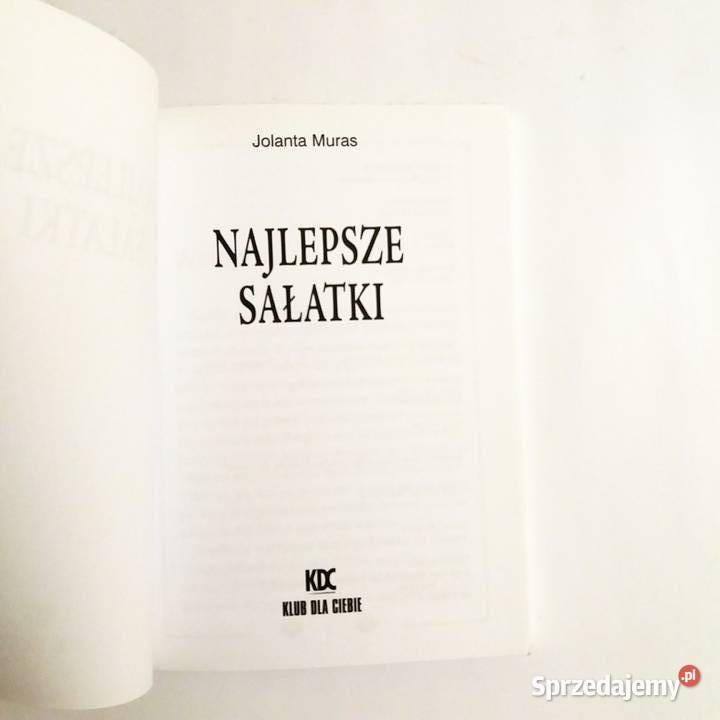 Jolanta Muras
NAJLEPSZE
SAŁATKI
KDC
KLUB DLA CIEBIE
Sprzedajemy.pl